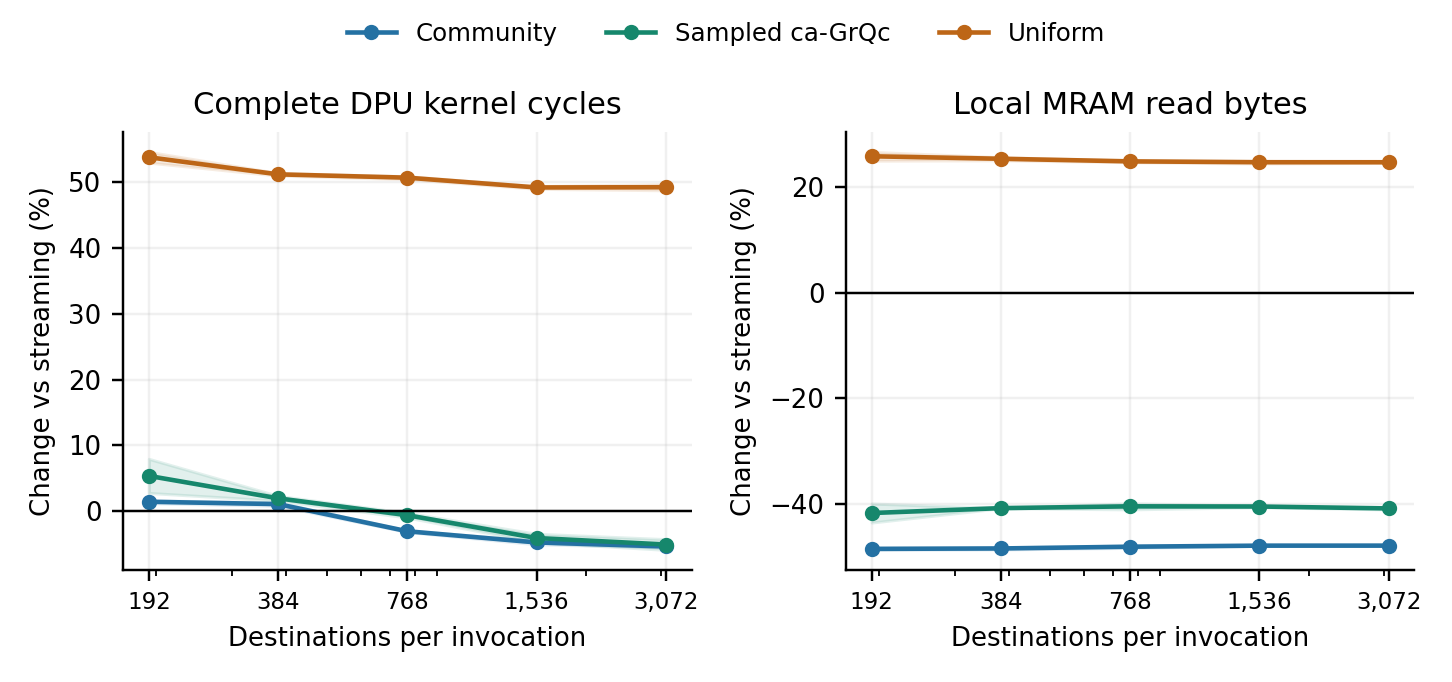 Community Sampled ca-GrQc Uniform
Complete DPU kernel cycles
Change vs streaming (%)
50
40
30
20
10
0
192 384 768 1,536 3,072
Destinations per invocation
Local MRAM read bytes
Change vs streaming (%)
20
0
−20
−40
192 384 768 1,536 3,072
Destinations per invocation